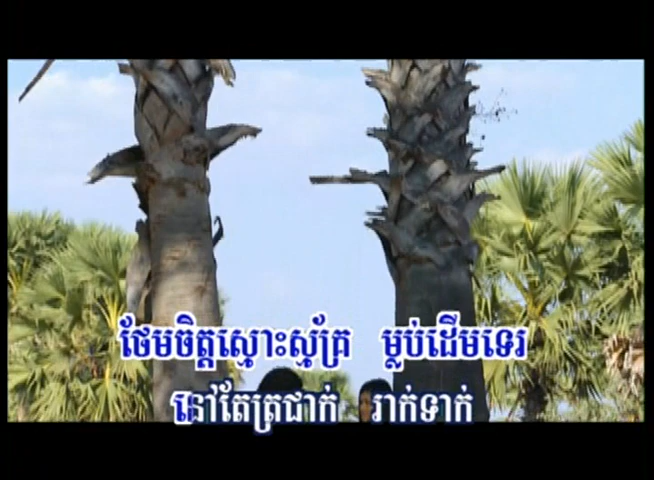 ថែមចិត្តស្មោះស្ម័គ្រ ម្លប់ដើមទេរ
នៅតែត្រជាក់ រាក់ទាក់